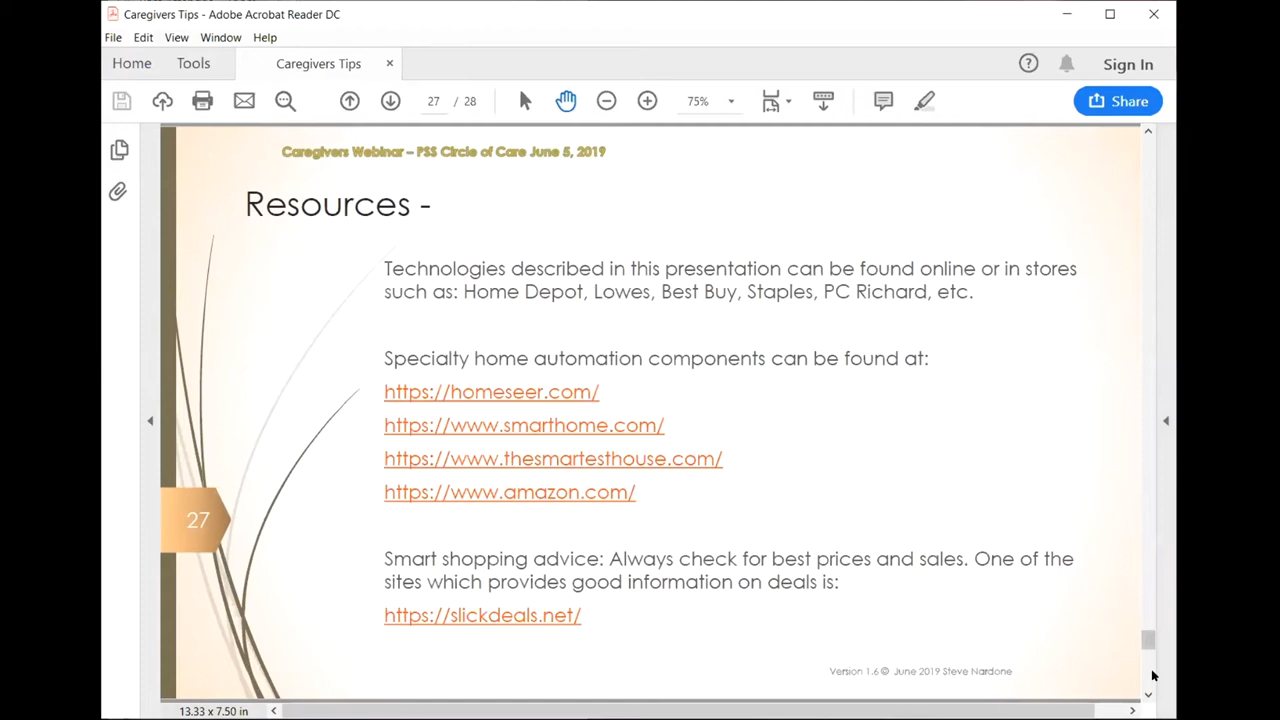 Caregivers Tips - Adobe Acrobat Reader DC
File Edit View Window Help
Home Tools Caregivers Tips × Sign In
27 / 28 75% Share
Caregivers Webinar – PSS Circle of Care June 5, 2019
Resources -
Technologies described in this presentation can be found online or in stores
such as: Home Depot, Lowes, Best Buy, Staples, PC Richard, etc.
Specialty home automation components can be found at:
https://homeseer.com/
https://www.smarthome.com/
https://www.thesmartesthouse.com/
https://www.amazon.com/
27
Smart shopping advice: Always check for best prices and sales. One of the
sites which provides good information on deals is:
https://slickdeals.net/
Version 1.6 © June 2019 Steve Nardone
13.33 x 7.50 in